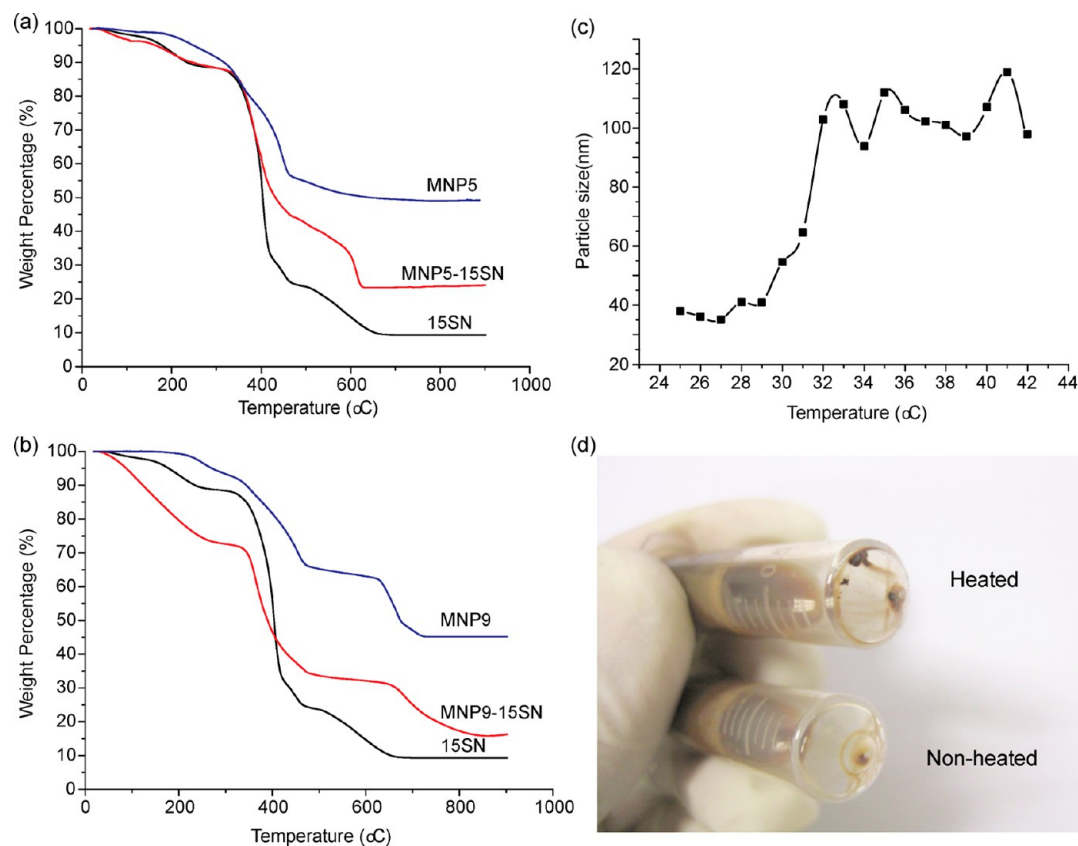 (a)
100
90
80
70
60
50
40
30
20
10
0
Weight Percentage (%)
MNP5
MNP5-15SN
15SN
0 200 400 600 800 1000
Temperature (oC)
(c)
120
100
80
60
40
20
Particle size(nm)
24 26 28 30 32 34 36 38 40 42 44
Temperature (oC)
(b)
100
90
80
70
60
50
40
30
20
10
0
Weight Percentage (%)
MNP9
MNP9-15SN
15SN
0 200 400 600 800 1000
Temperature (oC)
(d)
Heated
Non-heated